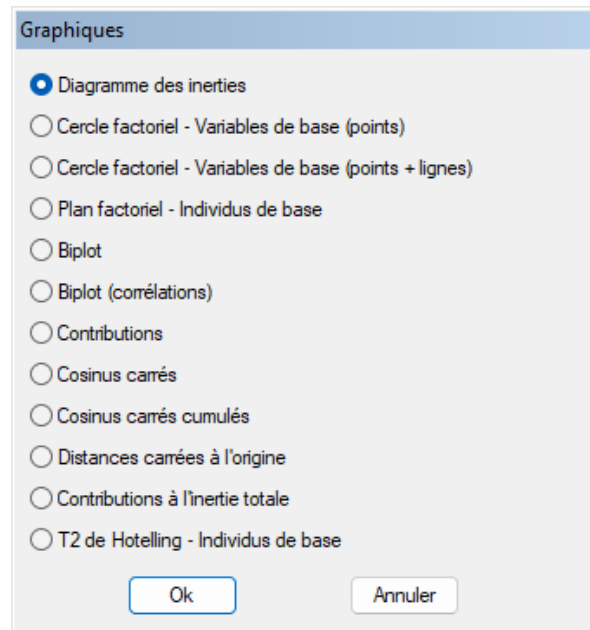 Graphiques
Diagramme des inerties
Cercle factoriel - Variables de base (points)
Cercle factoriel - Variables de base (points + lignes)
Plan factoriel - Individus de base
Biplot
Biplot (corrélations)
Contributions
Cosinus carrés
Cosinus carrés cumulés
Distances carrées à l'origine
Contributions à l'inertie totale
T2 de Hotelling - Individus de base
Ok Annuler